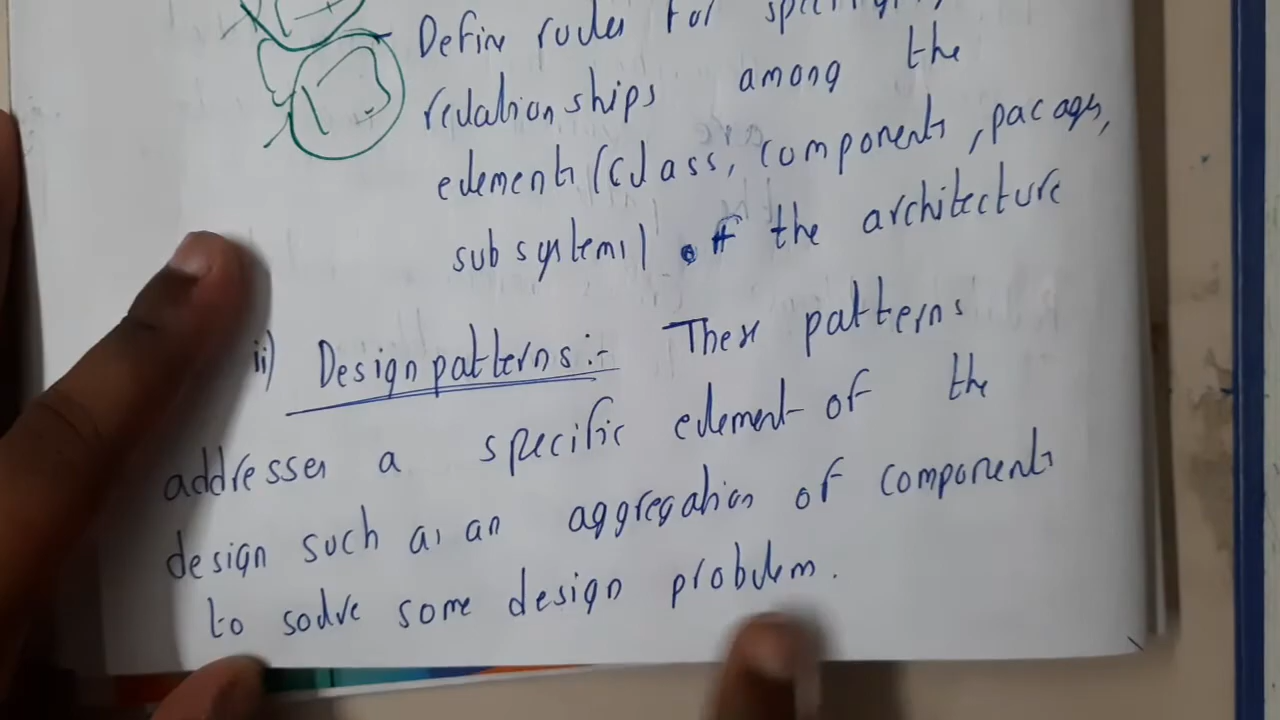 Define rules for
relationships among the
elements (class, components, pacages,
subsystems) of the architecture
ii) Design patterns:- These patterns
addresses a specific element of the
design such as an aggregation of components
to solve some design problem.